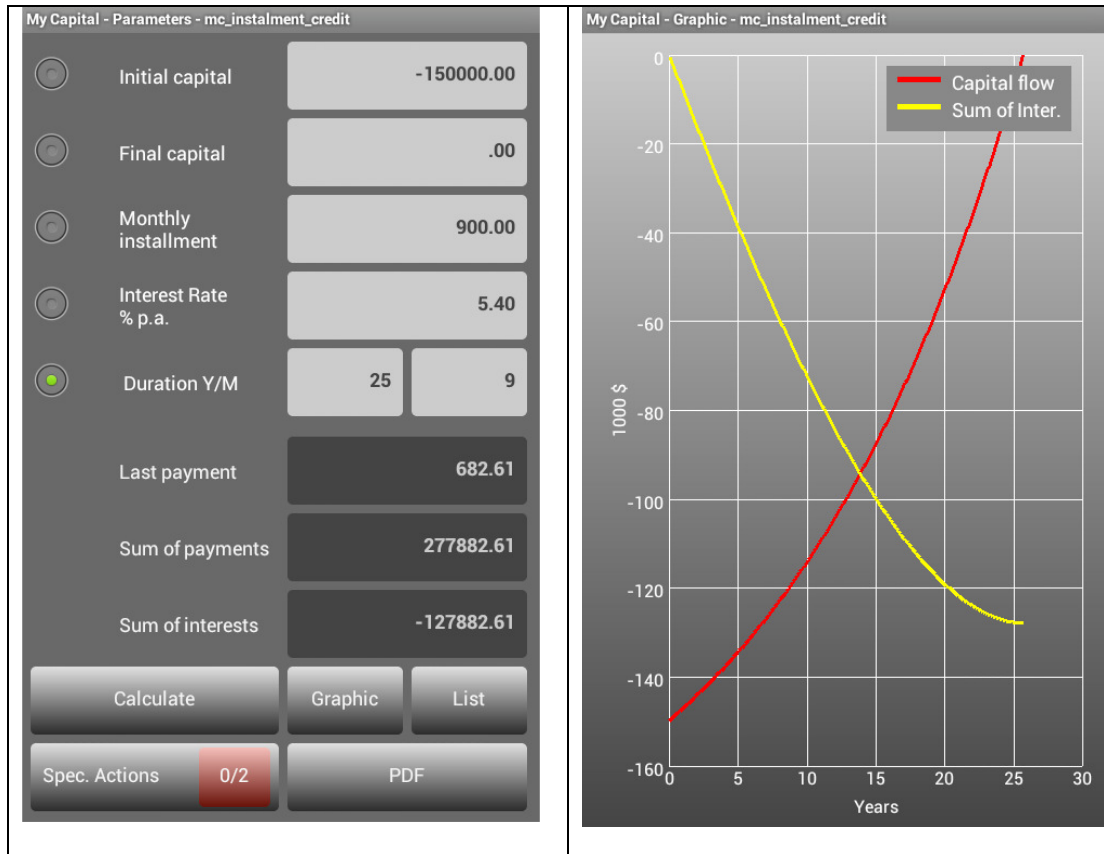 My Capital - Parameters - mc_instalment_credit
Initial capital -150000.00
Final capital .00
Monthly
installment 900.00
Interest Rate
% p.a. 5.40
Duration Y/M 25 9
Last payment 682.61
Sum of payments 277882.61
Sum of interests -127882.61
Calculate Graphic List
Spec. Actions 0/2 PDF
My Capital - Graphic - mc_instalment_credit
Capital flow
Sum of Inter.
0
-20
-40
-60
1000 $
-80
-100
-120
-140
-160
0 5 10 15 20 25 30
Years